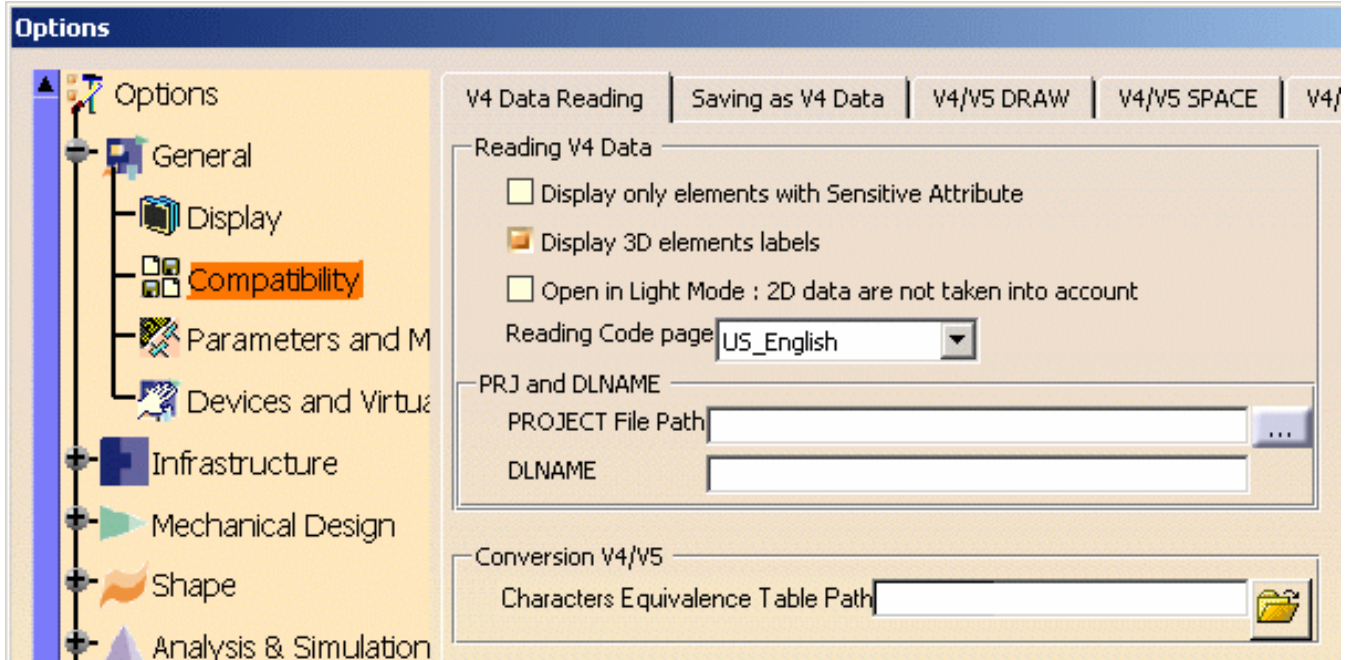 Options
Options
General
Display
Compatibility
Parameters and M
Devices and Virtua
Infrastructure
Mechanical Design
Shape
Analysis & Simulation
V4 Data Reading Saving as V4 Data V4/V5 DRAW V4/V5 SPACE V4/
Reading V4 Data
Display only elements with Sensitive Attribute
Display 3D elements labels
Open in Light Mode : 2D data are not taken into account
Reading Code page US_English
PRJ and DLNAME
PROJECT File Path ...
DLNAME
Conversion V4/V5
Characters Equivalence Table Path